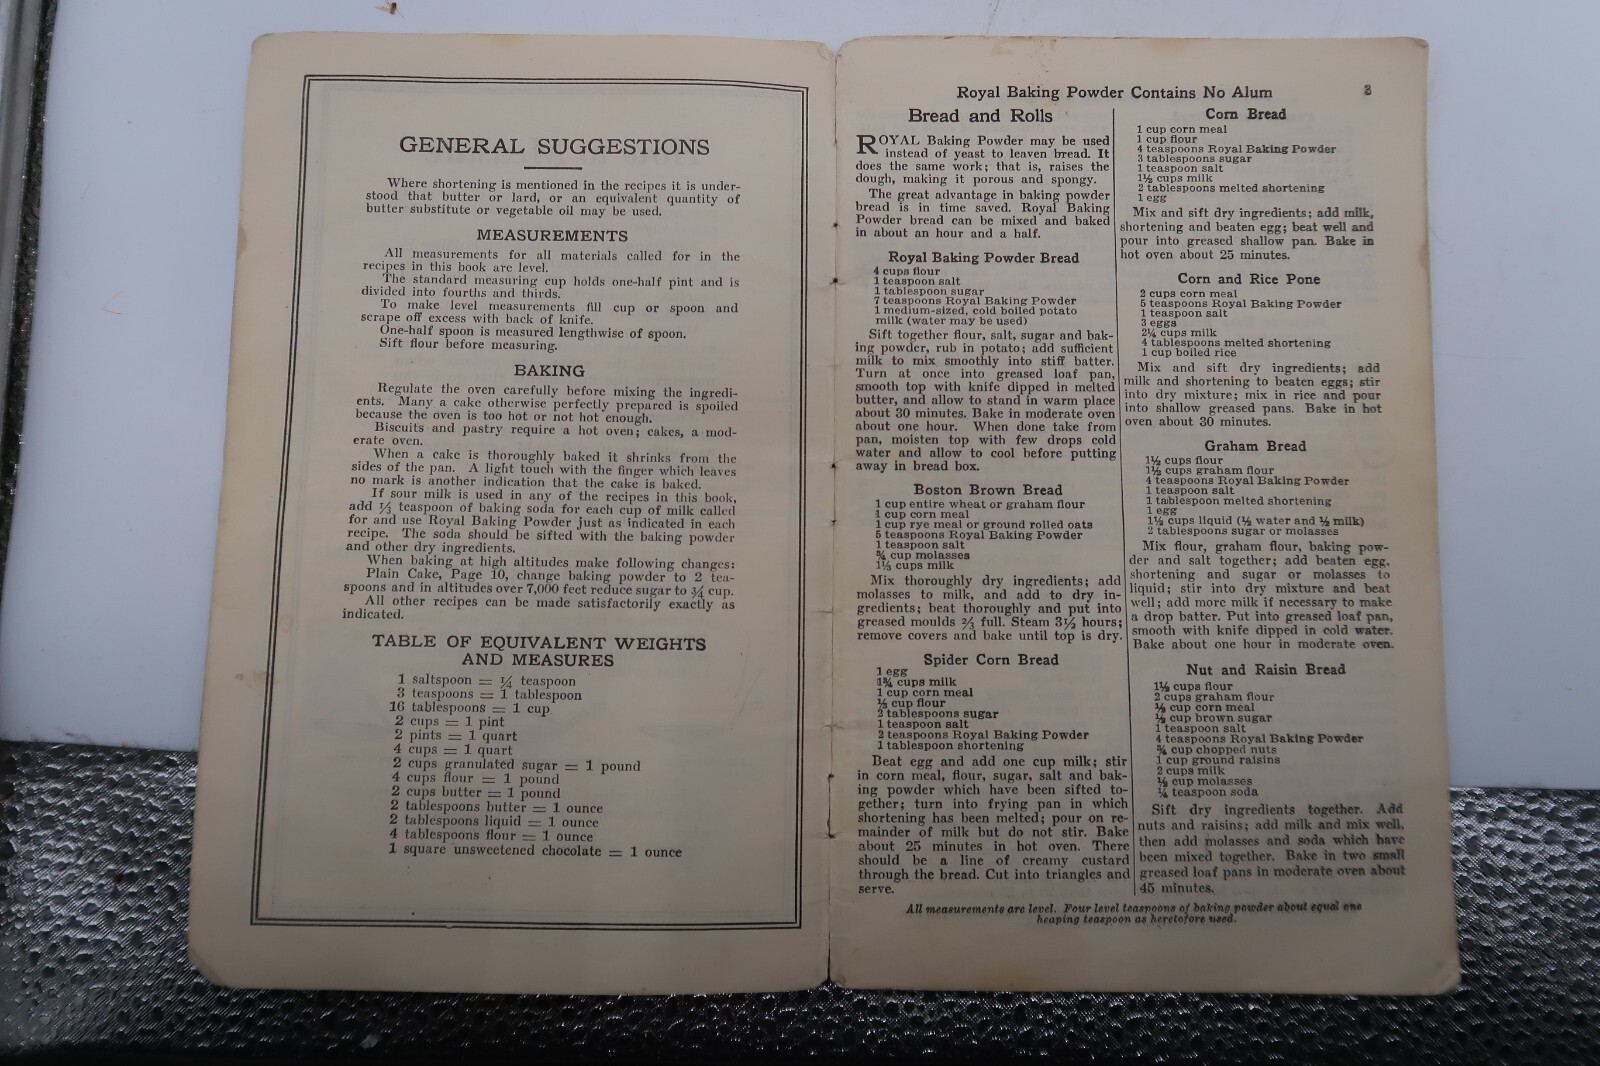 GENERAL SUGGESTIONS
Where shortening is mentioned in the recipes it is under-
stood that butter or lard, or an equivalent quantity of
butter substitute or vegetable oil may be used.
MEASUREMENTS
All measurements for all materials called for in the
recipes in this book are level.
The standard measuring cup holds one-half pint and is
divided into fourths and thirds.
To make level measurements fill cup or spoon and
scrape off excess with back of knife.
One-half spoon is measured lengthwise of spoon.
Sift flour before measuring.
BAKING
Regulate the oven carefully before mixing the ingredi-
ents. Many a cake otherwise perfectly prepared is spoiled
because the oven is too hot or not hot enough.
Biscuits and pastry require a hot oven; cakes, a mod-
erate oven.
When a cake is thoroughly baked it shrinks from the
sides of the pan. A light touch with the finger which leaves
no mark is another indication that the cake is baked.
If sour milk is used in any of the recipes in this book,
add ⅓ teaspoon of baking soda for each cup of milk called
for and use Royal Baking Powder just as indicated in each
recipe. The soda should be sifted with the baking powder
and other dry ingredients.
When baking at high altitudes make following changes:
Plain Cake, Page 10, change baking powder to 2 tea-
spoons and in altitudes over 7,000 feet reduce sugar to ¾ cup.
All other recipes can be made satisfactorily exactly as
indicated.
TABLE OF EQUIVALENT WEIGHTS
AND MEASURES
1 saltspoon = ¼ teaspoon
3 teaspoons = 1 tablespoon
16 tablespoons = 1 cup
2 cups = 1 pint
2 pints = 1 quart
4 cups = 1 quart
2 cups granulated sugar = 1 pound
4 cups flour = 1 pound
2 cups butter = 1 pound
2 tablespoons butter = 1 ounce
2 tablespoons liquid = 1 ounce
4 tablespoons flour = 1 ounce
1 square unsweetened chocolate = 1 ounce
Royal Baking Powder Contains No Alum 3
Bread and Rolls
ROYAL Baking Powder may be used
instead of yeast to leaven bread. It
does the same work; that is, raises the
dough, making it porous and spongy.
The great advantage in baking powder
bread is in time saved. Royal Baking
Powder bread can be mixed and baked
in about an hour and a half.
Royal Baking Powder Bread
4 cups flour
1 teaspoon salt
1 tablespoon sugar
7 teaspoons Royal Baking Powder
1 medium-sized, cold boiled potato
milk (water may be used)
Sift together flour, salt, sugar and bak-
ing powder, rub in potato; add sufficient
milk to mix smoothly into stiff batter.
Turn at once into greased loaf pan,
smooth top with knife dipped in melted
butter, and allow to stand in warm place
about 30 minutes. Bake in moderate oven
about one hour. When done take from
pan, moisten top with few drops cold
water and allow to cool before putting
away in bread box.
Boston Brown Bread
1 cup entire wheat or graham flour
1 cup corn meal
1 cup rye meal or ground rolled oats
5 teaspoons Royal Baking Powder
1 teaspoon salt
¾ cup molasses
1⅓ cups milk
Mix thoroughly dry ingredients; add
molasses to milk, and add to dry in-
gredients; beat thoroughly and put into
greased moulds ⅔ full. Steam 3½ hours;
remove covers and bake until top is dry.
Spider Corn Bread
1 egg
1¾ cups milk
1 cup corn meal
⅓ cup flour
2 tablespoons sugar
1 teaspoon salt
2 teaspoons Royal Baking Powder
1 tablespoon shortening
Beat egg and add one cup milk; stir
in corn meal, flour, sugar, salt and bak-
ing powder which have been sifted to-
gether; turn into frying pan in which
shortening has been melted; pour on re-
mainder of milk but do not stir. Bake
about 25 minutes in hot oven. There
should be a line of creamy custard
through the bread. Cut into triangles and
serve.
Corn Bread
1 cup corn meal
1 cup flour
4 teaspoons Royal Baking Powder
3 tablespoons sugar
1 teaspoon salt
cups milk
2 tablespoons melted shortening
1 egg
Mix and sift dry ingredients; add milk,
shortening and beaten egg; beat well and
pour into greased shallow pan. Bake in
hot oven about 25 minutes.
Corn and Rice Pone
2 cups corn meal
5 teaspoons Royal Baking Powder
1 teaspoon salt
3 eggs
2¼ cups milk
4 tablespoons melted shortening
1 cup boiled rice
Mix and sift dry ingredients; add
milk and shortening to beaten eggs; stir
into dry mixture; mix in rice and pour
into shallow greased pans. Bake in hot
oven about 30 minutes.
Graham Bread
cups flour
cups graham flour
4 teaspoons Royal Baking Powder
1 teaspoon salt
1 tablespoon melted shortening
1 egg
cups liquid (½ water and ½ milk)
2 tablespoons sugar or molasses
Mix flour, graham flour, baking pow-
der and salt together; add beaten egg,
shortening and sugar or molasses to
liquid; stir into dry mixture and beat
well; add more milk if necessary to make
a drop batter. Put into greased loaf pan,
smooth with knife dipped in cold water.
Bake about one hour in moderate oven.
Nut and Raisin Bread
cups flour
2 cups graham flour
cup corn meal
cup brown sugar
1 teaspoon salt
4 teaspoons Royal Baking Powder
¾ cup chopped nuts
1 cup ground raisins
2 cups milk
cup molasses
¼ teaspoon soda
Sift dry ingredients together. Add
nuts and raisins; add milk and mix well,
then add molasses and soda which have
been mixed together. Bake in two small
greased loaf pans in moderate oven about
45 minutes.
All measurements are level. Four level teaspoons of baking powder about equal one
heaping teaspoon as heretofore used.